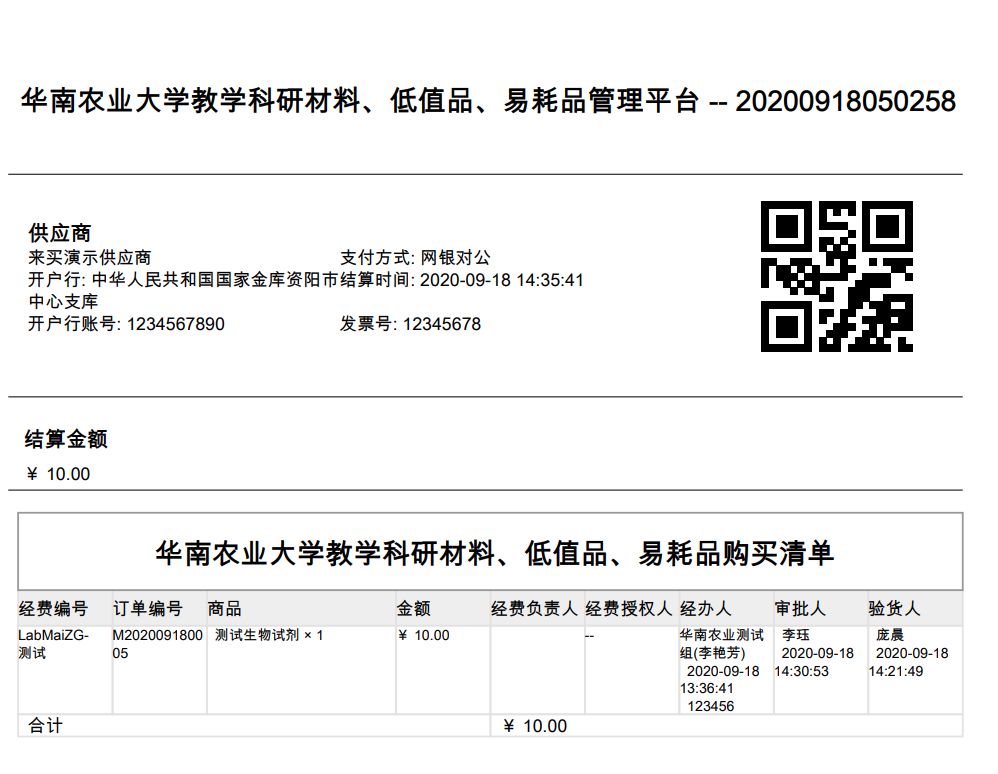 华南农业大学教学科研材料、低值品、易耗品管理平台 -- 20200918050258
供应商
来买演示供应商 支付方式: 网银对公
开户行: 中华人民共和国国家金库资阳市 结算时间: 2020-09-18 14:35:41
中心支库
开户行账号: 1234567890 发票号: 12345678
结算金额
¥ 10.00
华南农业大学教学科研材料、低值品、易耗品购买清单
经费编号 订单编号 商品 金额 经费负责人 经费授权人 经办人 审批人 验货人
LabMaiZG- M2020091800 测试生物试剂 × 1 ¥ 10.00 -- 华南农业测试 李珏 庞晨
测试 05 组(李艳芳) 2020-09-18 2020-09-18
2020-09-18 14:30:53 14:21:49
13:36:41
123456
合计 ¥ 10.00